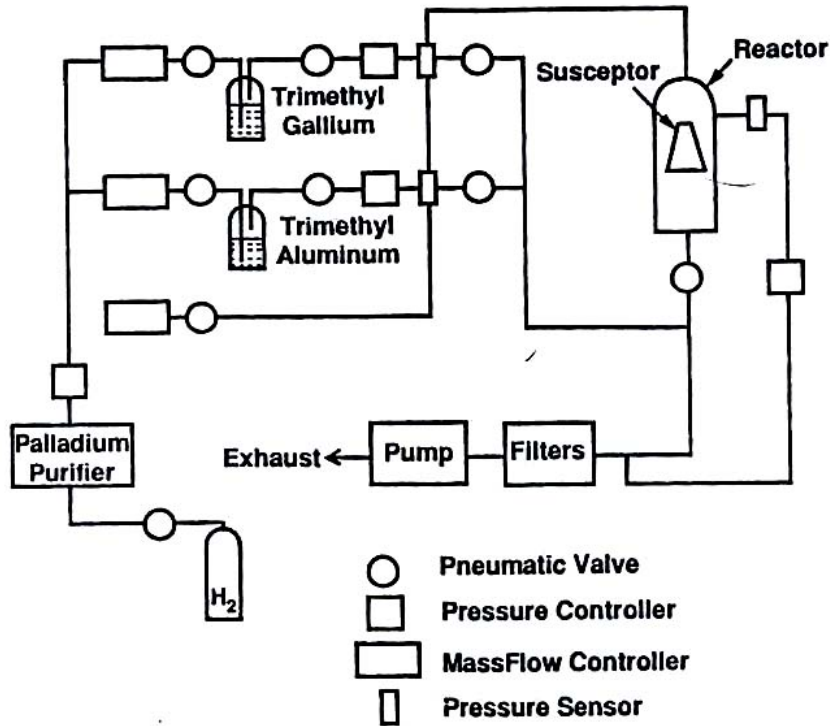 Reactor
Susceptor
Trimethyl
Gallium
Trimethyl
Aluminum
Palladium
Purifier
Exhaust
Pump
Filters
H2
Pneumatic Valve
Pressure Controller
MassFlow Controller
Pressure Sensor